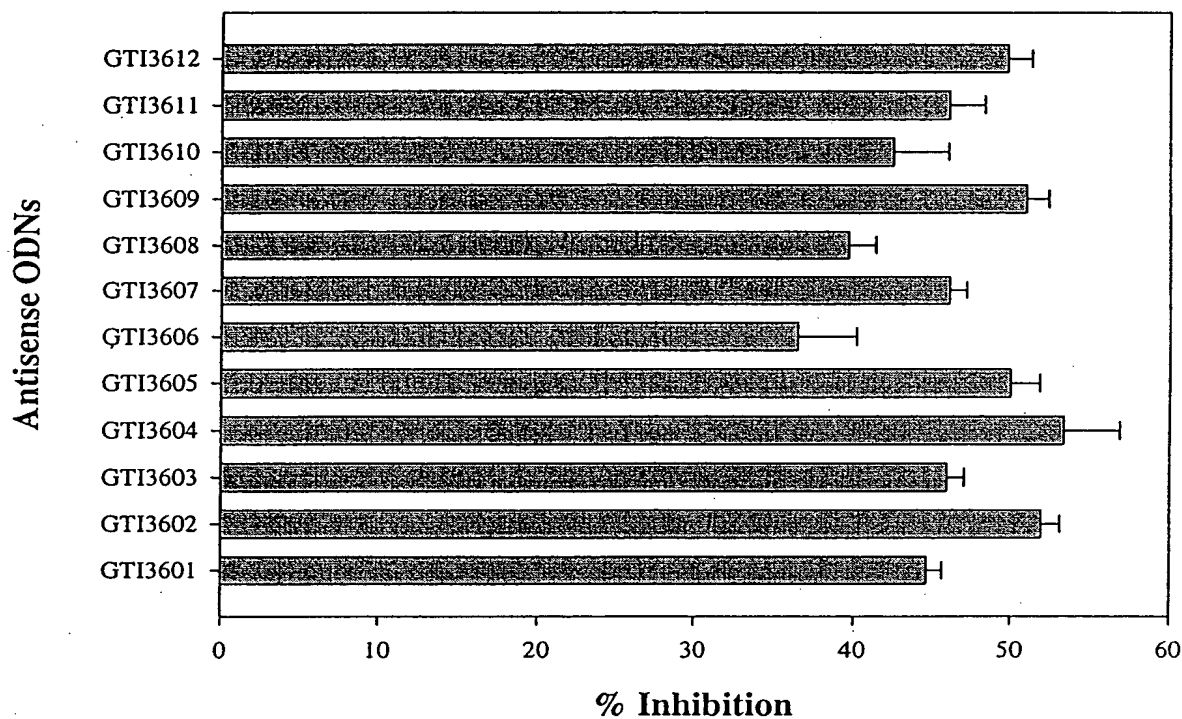 Antisense ODNs
GTI3612
GTI3611
GTI3610
GTI3609
GTI3608
GTI3607
GTI3606
GTI3605
GTI3604
GTI3603
GTI3602
GTI3601
0 10 20 30 40 50 60
% Inhibition